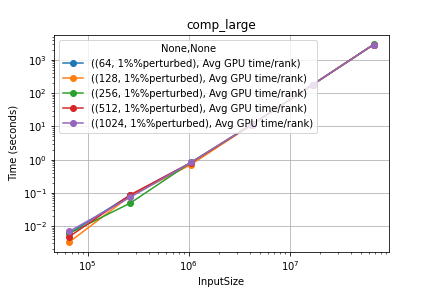 comp_large
None,None
((64, 1%%perturbed), Avg GPU time/rank)
((128, 1%%perturbed), Avg GPU time/rank)
((256, 1%%perturbed), Avg GPU time/rank)
((512, 1%%perturbed), Avg GPU time/rank)
((1024, 1%%perturbed), Avg GPU time/rank)
Time (seconds)
10³
10²
10¹
10⁰
10⁻¹
10⁻²
10⁵
10⁶
10⁷
InputSize